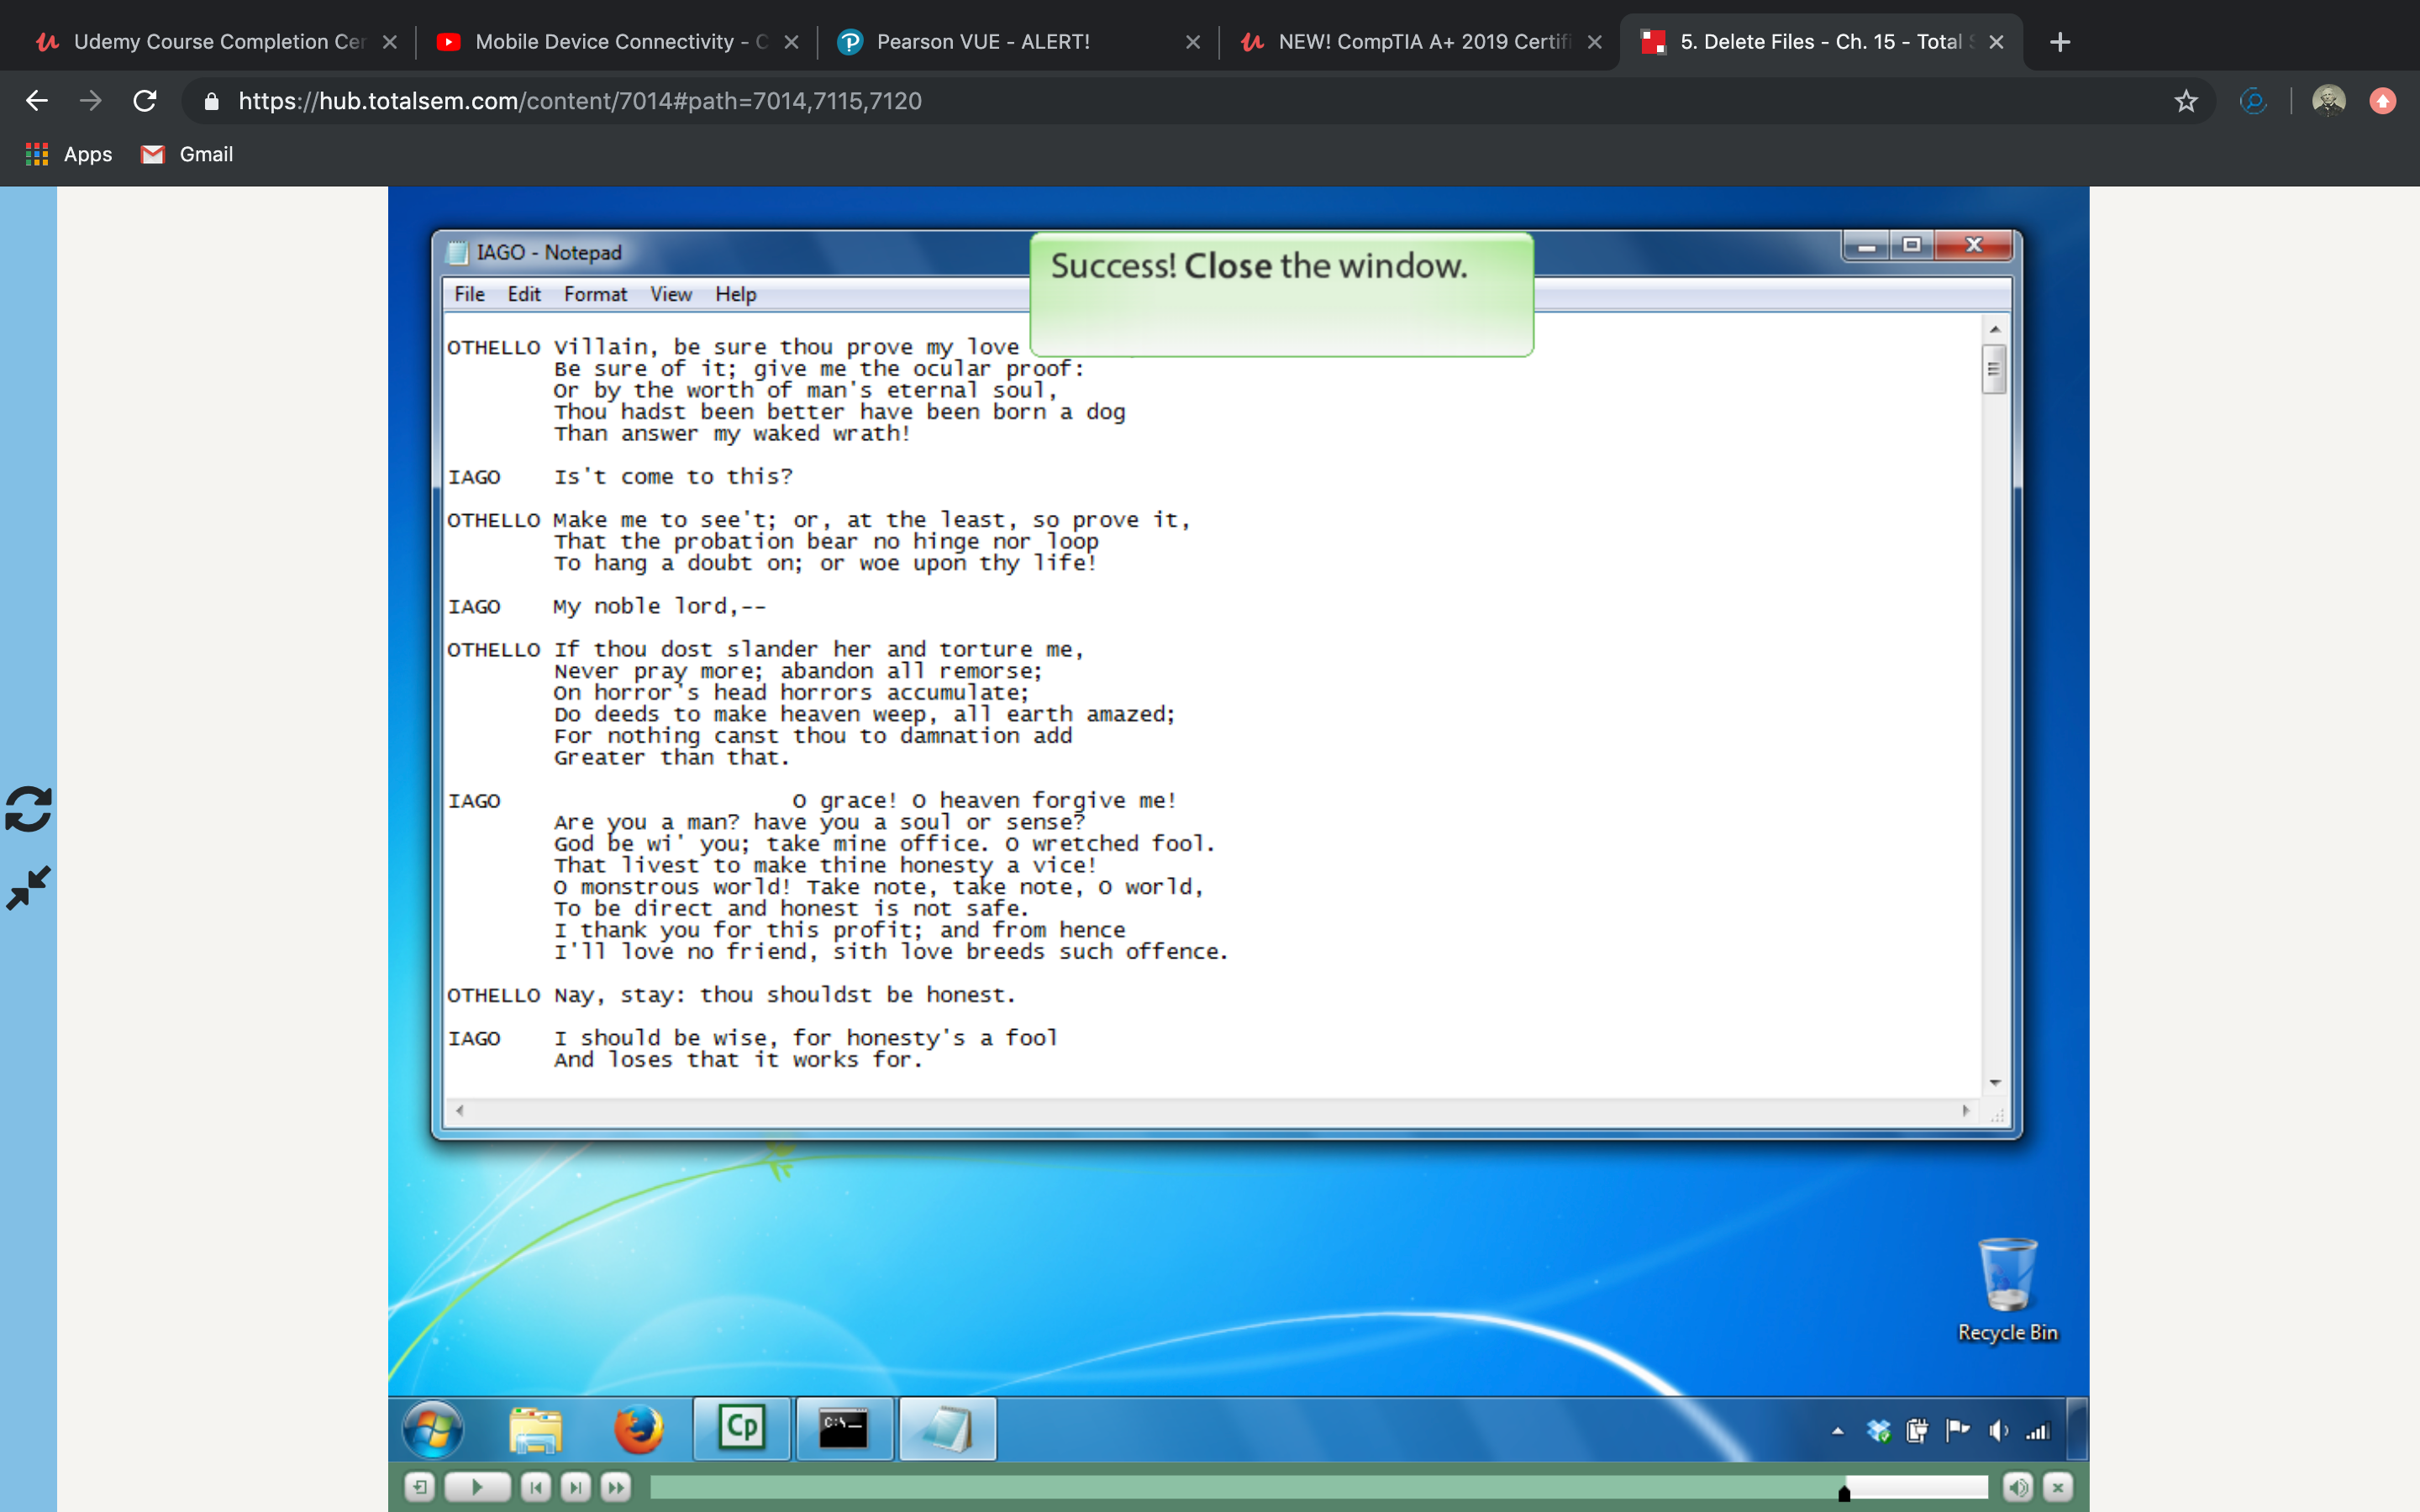 Udemy Course Completion Cer
Mobile Device Connectivity - C
Pearson VUE - ALERT!
NEW! CompTIA A+ 2019 Certifi
5. Delete Files - Ch. 15 - Total S
https://hub.totalsem.com/content/7014#path=7014,7115,7120
Apps
Gmail
IAGO - Notepad
Success! Close the window.
File Edit Format View Help
OTHELLO Villain, be sure thou prove my love
Be sure of it; give me the ocular proof:
Or by the worth of man's eternal soul,
Thou hadst been better have been born a dog
Than answer my waked wrath!
IAGO Is't come to this?
OTHELLO Make me to see't; or, at the least, so prove it,
That the probation bear no hinge nor loop
To hang a doubt on; or woe upon thy life!
IAGO My noble lord,--
OTHELLO If thou dost slander her and torture me,
Never pray more; abandon all remorse;
On horror's head horrors accumulate;
Do deeds to make heaven weep, all earth amazed;
For nothing canst thou to damnation add
Greater than that.
IAGO O grace! O heaven forgive me!
Are you a man? have you a soul or sense?
God be wi' you; take mine office. O wretched fool.
That livest to make thine honesty a vice!
O monstrous world! Take note, take note, O world,
To be direct and honest is not safe.
I thank you for this profit; and from hence
I'll love no friend, sith love breeds such offence.
OTHELLO Nay, stay: thou shouldst be honest.
IAGO I should be wise, for honesty's a fool
And loses that it works for.
Recycle Bin
Cp
C:\_